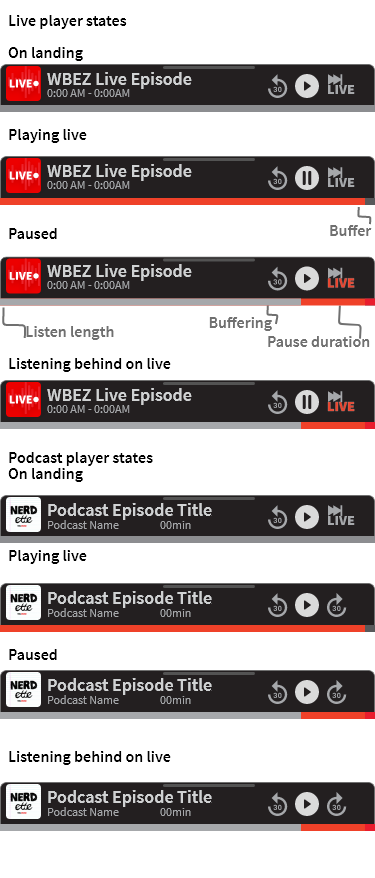 Live player states
On landing
LIVE
WBEZ Live Episode
0:00 AM - 0:00AM
30
LIVE
Playing live
LIVE
WBEZ Live Episode
0:00 AM - 0:00AM
30
LIVE
Buffer
Paused
LIVE
WBEZ Live Episode
0:00 AM - 0:00AM
30
LIVE
Listen length
Buffering
Pause duration
Listening behind on live
LIVE
WBEZ Live Episode
0:00 AM - 0:00AM
30
LIVE
Podcast player states
On landing
NERD
ette
Podcast Episode Title
Podcast Name 00min
30
LIVE
Playing live
NERD
ette
Podcast Episode Title
Podcast Name 00min
30
30
Paused
NERD
ette
Podcast Episode Title
Podcast Name 00min
30
30
Listening behind on live
NERD
ette
Podcast Episode Title
Podcast Name 00min
30
30